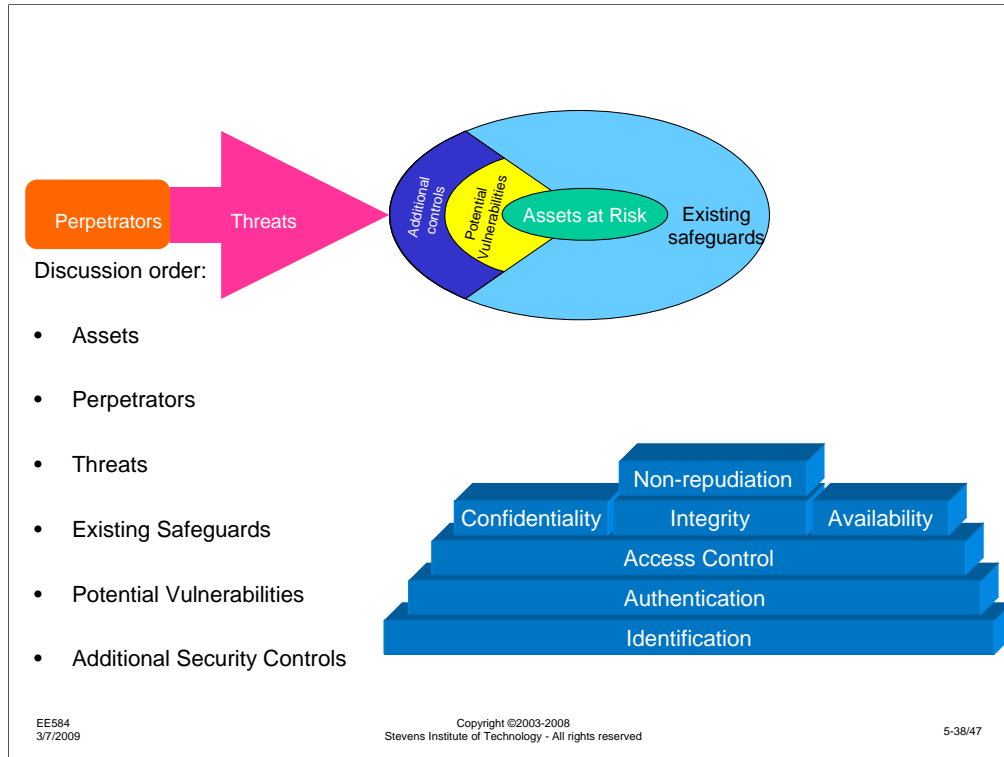 Perpetrators
Threats
Additional
controls
Potential
Vulnerabilities
Assets at Risk
Existing
safeguards
Discussion order:
• Assets
• Perpetrators
• Threats
• Existing Safeguards
• Potential Vulnerabilities
• Additional Security Controls
Non-repudiation
Confidentiality
Integrity
Availability
Access Control
Authentication
Identification
EE584
3/7/2009
Copyright ©2003-2008
Stevens Institute of Technology - All rights reserved
5-38/47